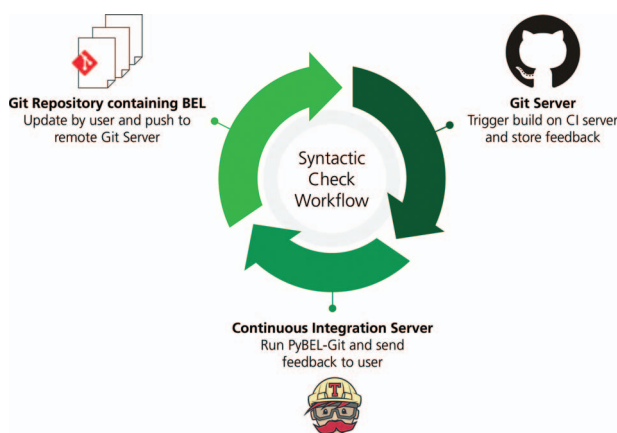 Git Repository containing BEL
Update by user and push to
remote Git Server
Git Server
Trigger build on CI server
and store feedback
Syntactic
Check
Workflow
Continuous Integration Server
Run PyBEL-Git and send
feedback to user
T